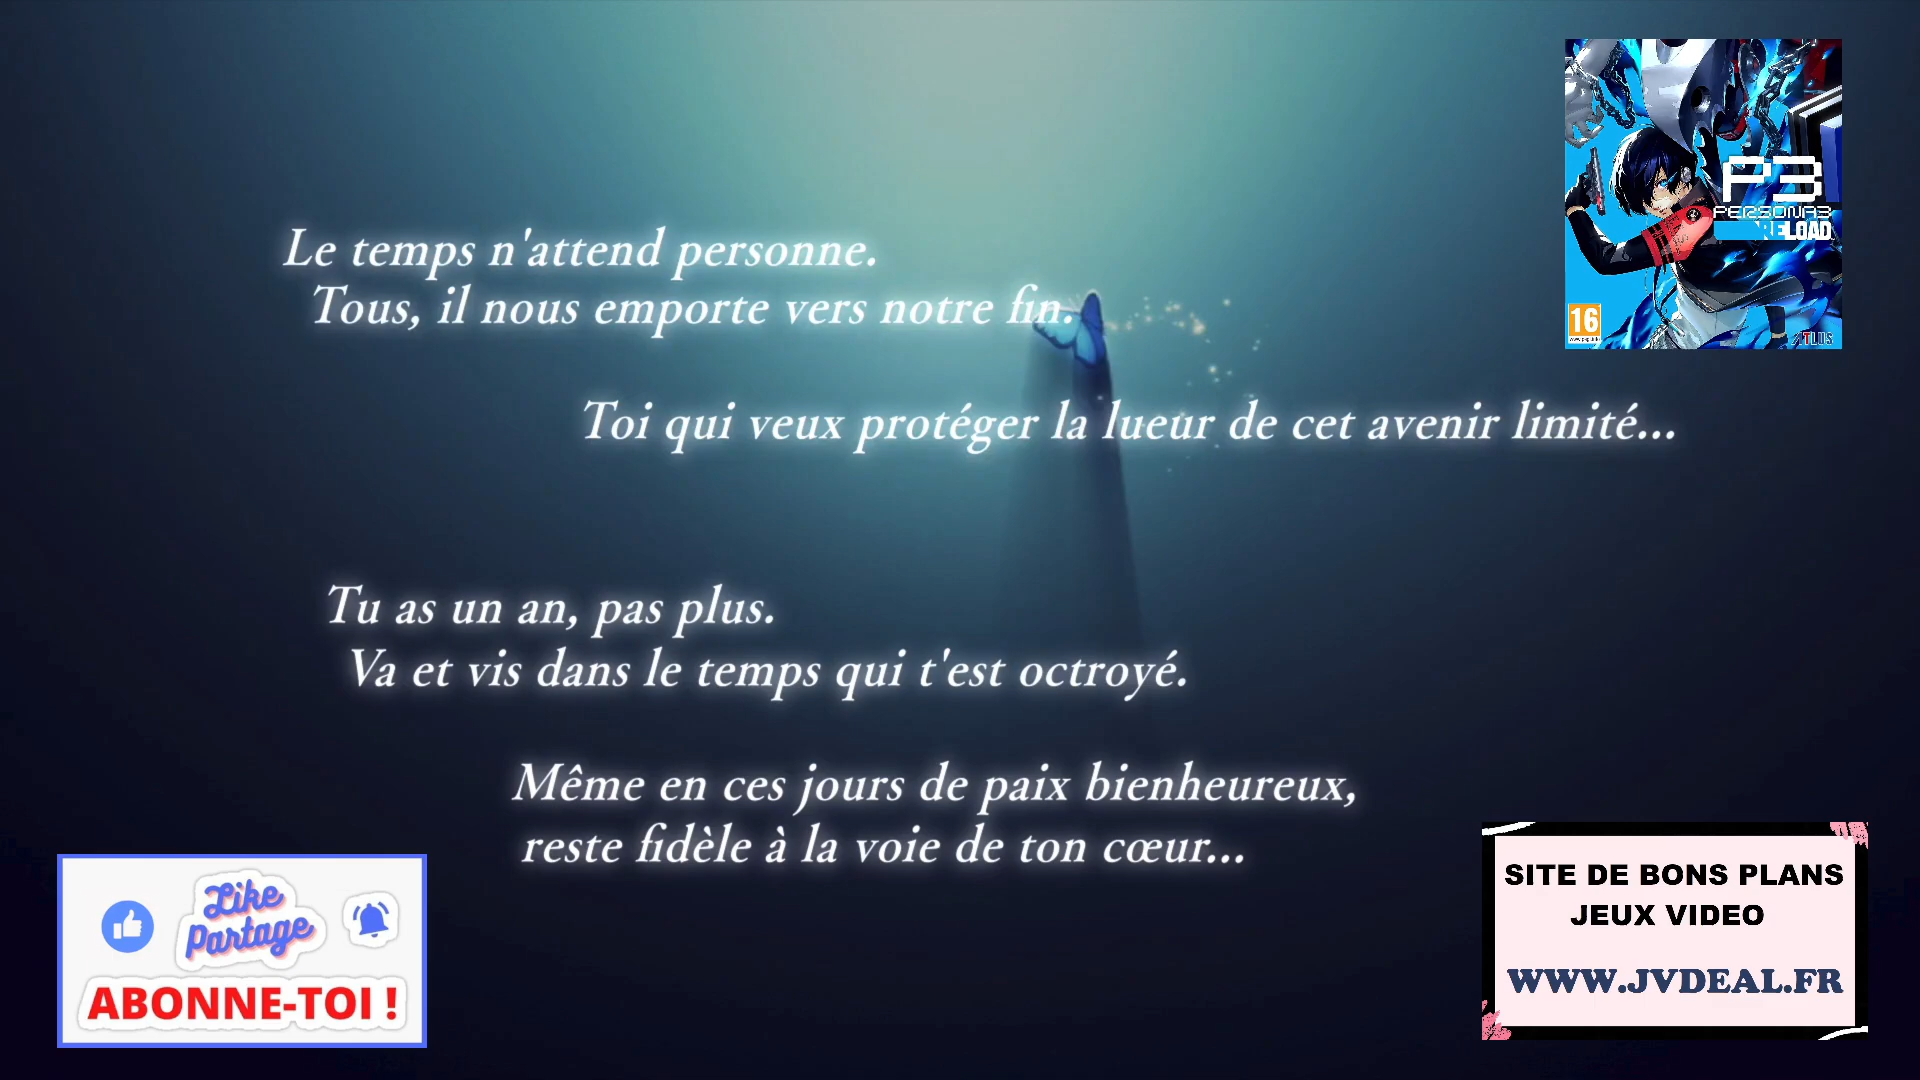 Le temps n'attend personne.
Tous, il nous emporte vers notre fin.
Toi qui veux protéger la lueur de cet avenir limité...
Tu as un an, pas plus.
Va et vis dans le temps qui t'est octroyé.
Même en ces jours de paix bienheureux,
reste fidèle à la voie de ton cœur...
P3
PERSONA3
RELOAD
16
www.pegi.info
ATLUS
Like
Partage
ABONNE-TOI !
SITE DE BONS PLANS
JEUX VIDEO
WWW.JVDEAL.FR